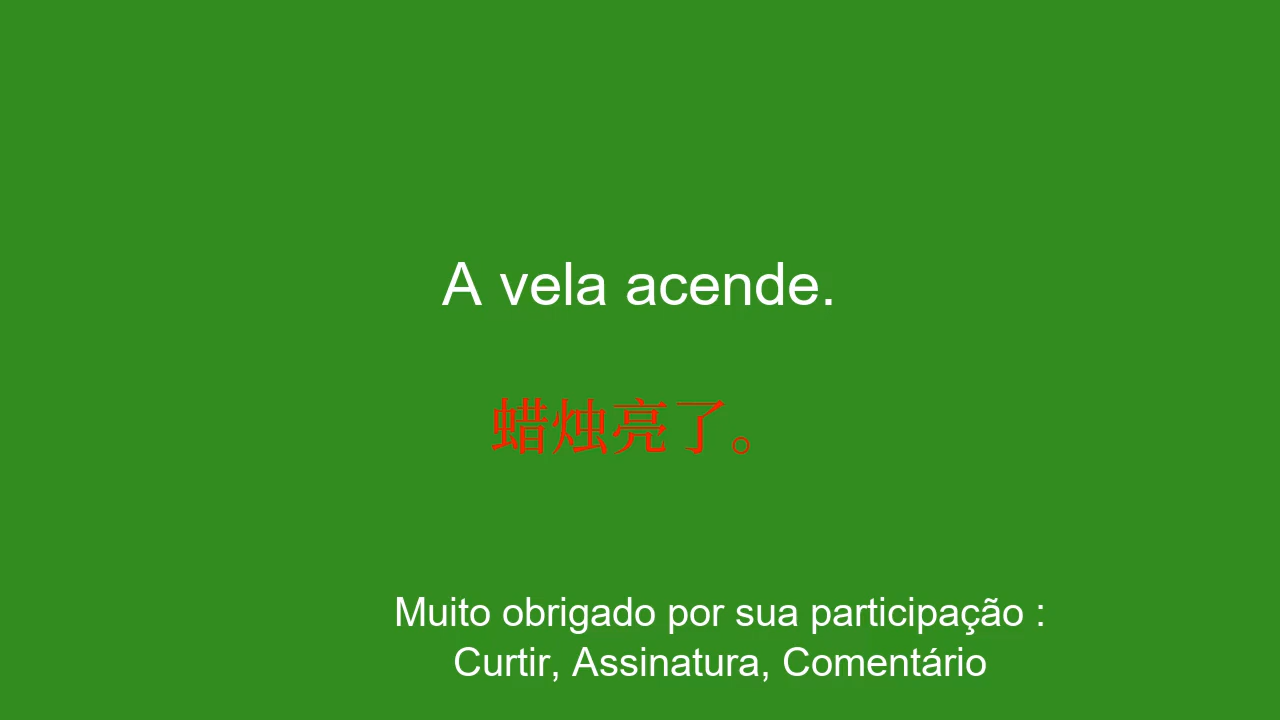 A vela acende.
蜡烛亮了。
Muito obrigado por sua participação :
Curtir, Assinatura, Comentário